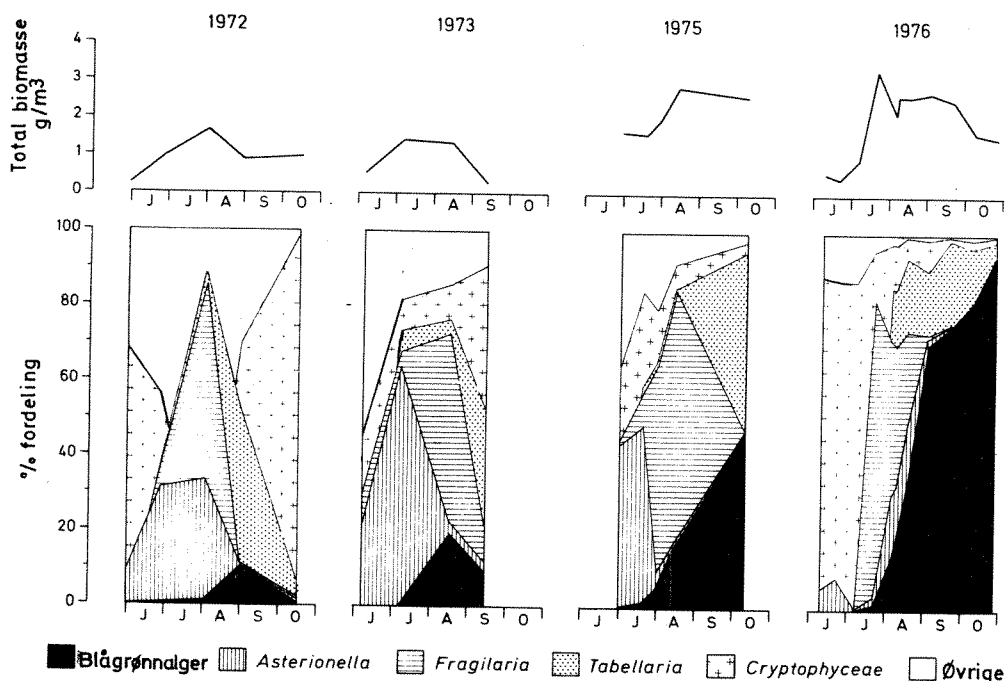 1972 1973 1975 1976
Total biomasse
g/m3
4
3
2
1
0
J J A S O J J A S O J J A S O J J A S O
% fordeling
100
80
60
40
20
0
J J A S O J J A S O J J A S O J J A S O
Blågrønnalger Asterionella Fragilaria Tabellaria Cryptophyceae Øvrige